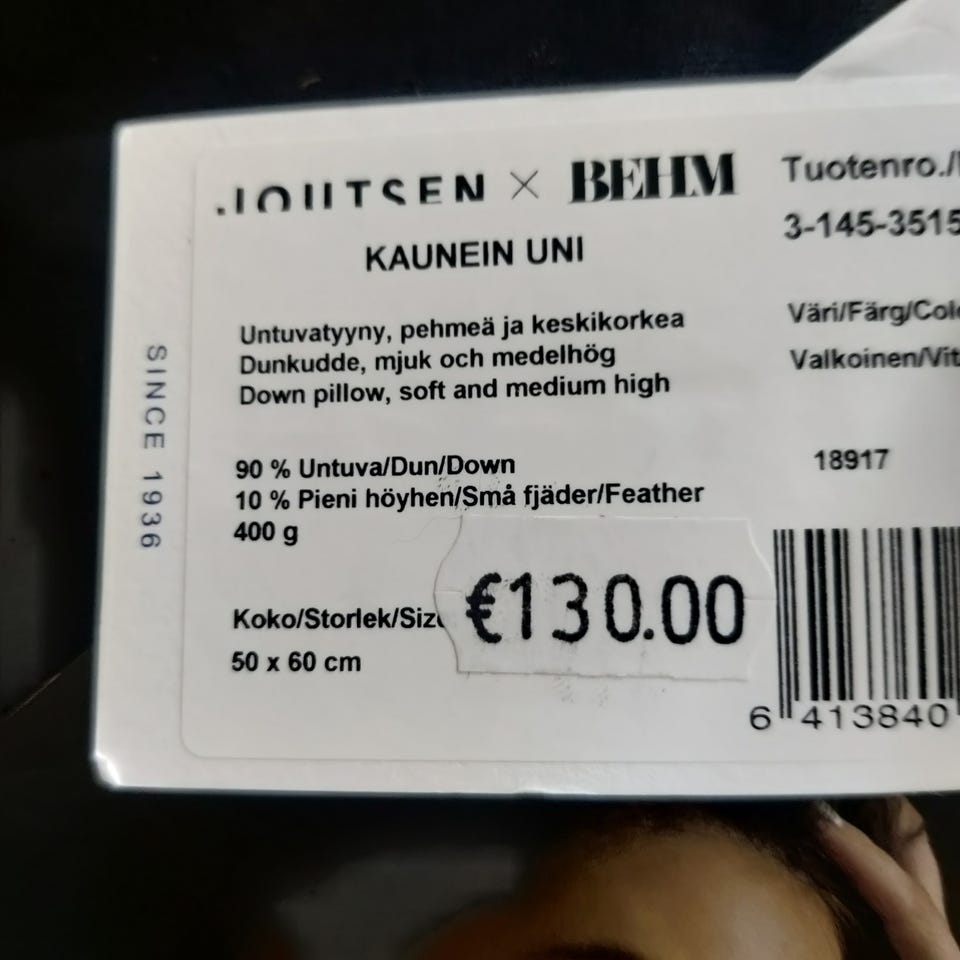 JOUTSEN × BEHM
KAUNEIN UNI
Untuvatyyny, pehmeä ja keskikorkea
Dunkudde, mjuk och medelhög
Down pillow, soft and medium high
90 % Untuva/Dun/Down
10 % Pieni höyhen/Små fjäder/Feather
400 g
Koko/Storlek/Size
50 x 60 cm
€130.00
SINCE 1936
Tuotenro./
3-145-3515
Väri/Färg/Colo
Valkoinen/Vit
18917
6 413840